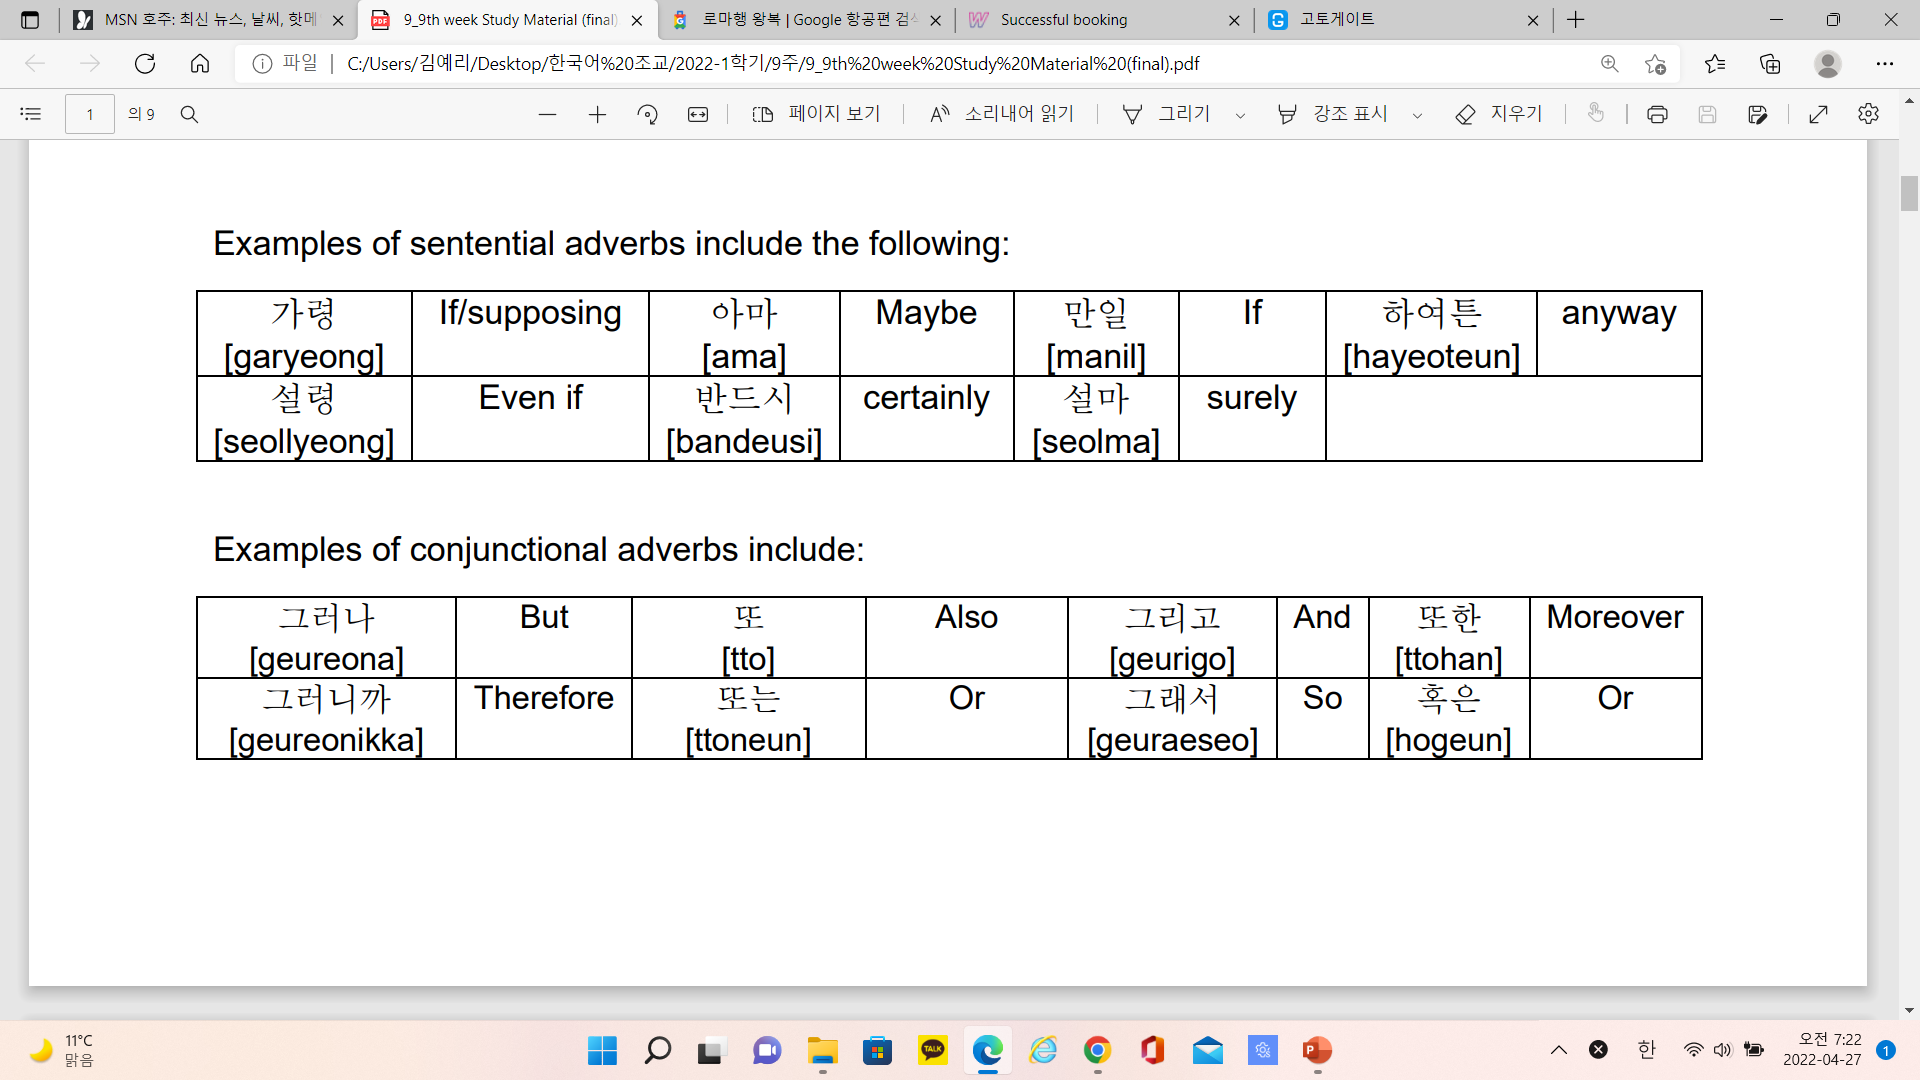 MSN 호주: 최신 뉴스, 날씨, 핫메
9_9th week Study Material (final).
로마행 왕복 | Google 항공편 검색
Successful booking
고토게이트
파일
C:/Users/김예리/Desktop/한국어%20조교/2022-1학기/9주/9_9th%20week%20Study%20Material%20(final).pdf
1 의 9
페이지 보기
소리내어 읽기
그리기
강조 표시
지우기
Examples of sentential adverbs include the following:
가령 If/supposing 아마 Maybe 만일 If 하여튼 anyway
[garyeong] [ama] [manil] [hayeoteun]
설령 Even if 반드시 certainly 설마 surely
[seollyeong] [bandeusi] [seolma]
Examples of conjunctional adverbs include:
그러나 But 또 Also 그리고 And 또한 Moreover
[geureona] [tto] [geurigo] [ttohan]
그러니까 Therefore 또는 Or 그래서 So 혹은 Or
[geureonikka] [ttoneun] [geuraeseo] [hogeun]
11°C
맑음
TALK
한
오전 7:22
2022-04-27
1